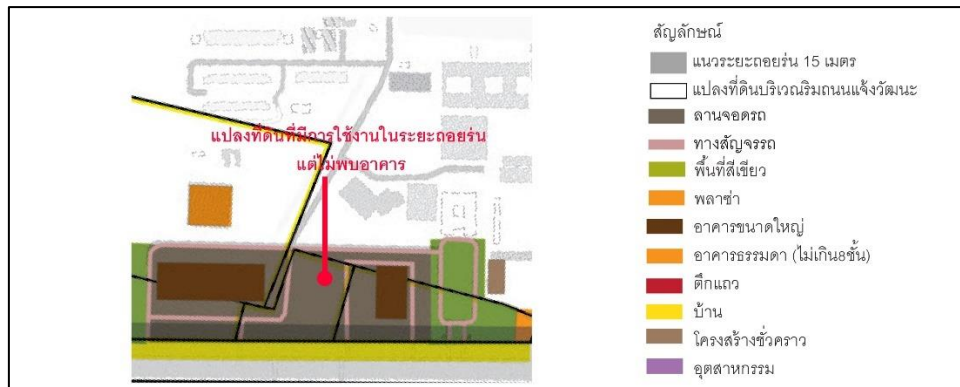 แปลงที่ดินที่มีการใช้งานในระยะถอยร่น
แต่ไม่พบอาคาร
สัญลักษณ์
แนวระยะถอยร่น 15 เมตร
แปลงที่ดินบริเวณริมถนนแจ้งวัฒนะ
ลานจอดรถ
ทางสัญจรรถ
พื้นที่สีเขียว
พลาซ่า
อาคารขนาดใหญ่
อาคารธรรมดา (ไม่เกิน8ชั้น)
ตึกแถว
บ้าน
โครงสร้างชั่วคราว
อุตสาหกรรม